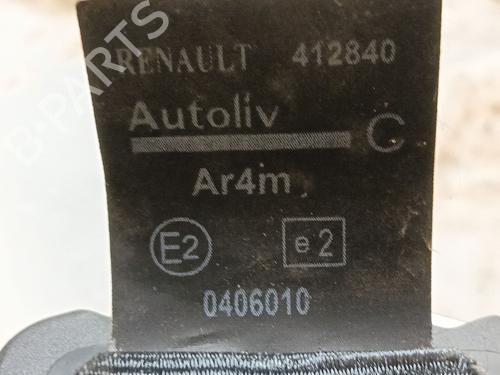 RENAULT 412840
Autoliv
G
Ar4m
E2 e2
0406010
B-PARTS